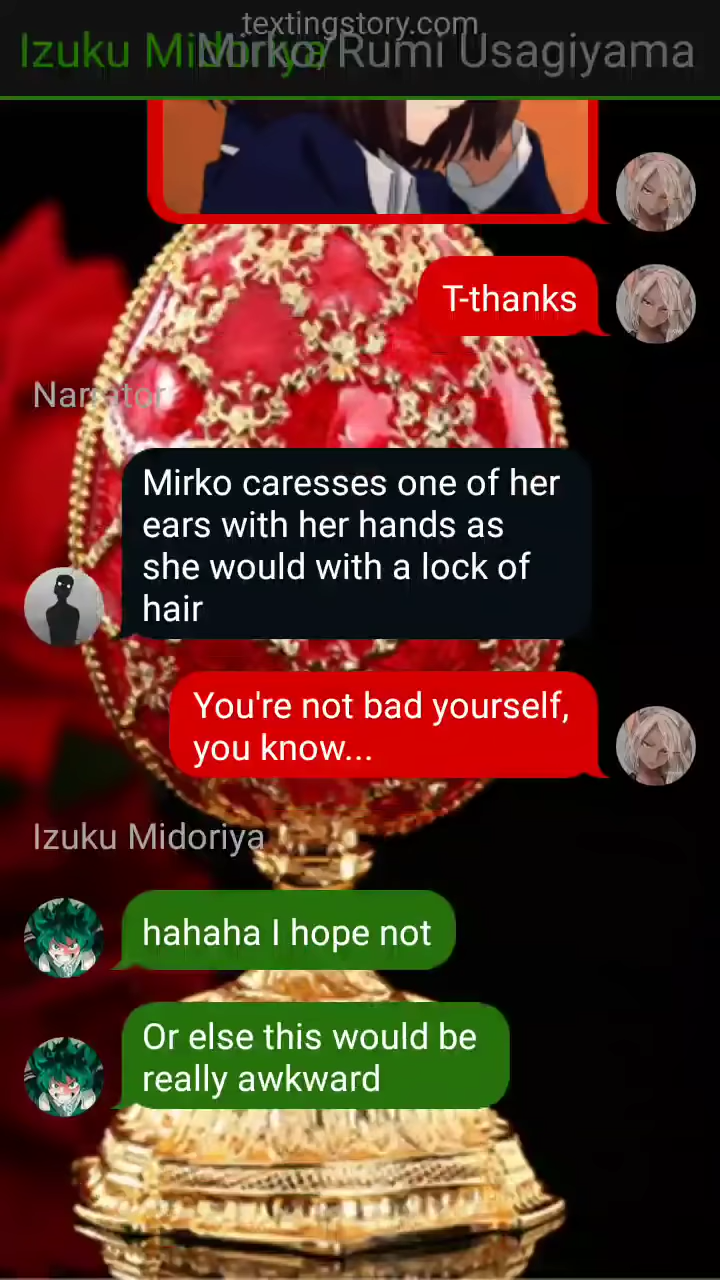 textingstory.com
Izuku Midoriya
Mirko/Rumi Usagiyama
T-thanks
Narrator
Mirko caresses one of her
ears with her hands as
she would with a lock of
hair
You're not bad yourself,
you know...
Izuku Midoriya
hahaha I hope not
Or else this would be
really awkward